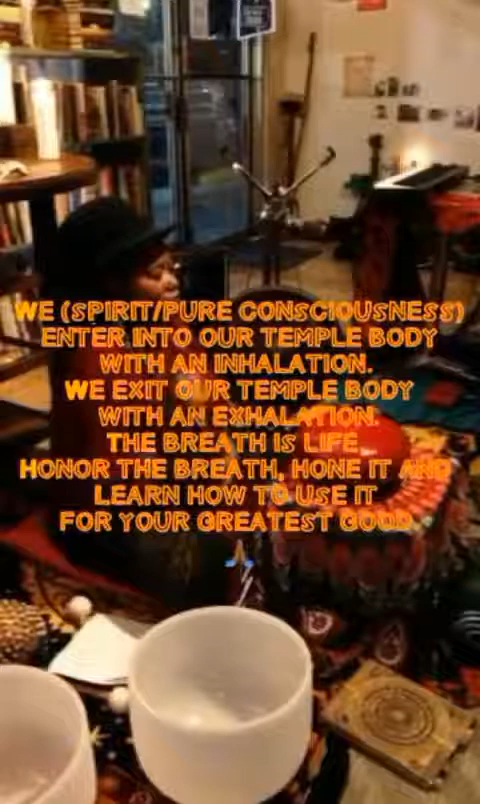 WE (SPIRIT/PURE CONSCIOUSNESS)
ENTER INTO OUR TEMPLE BODY
WITH AN INHALATION.
WE EXIT OUR TEMPLE BODY
WITH AN EXHALATION.
THE BREATH IS LIFE
HONOR THE BREATH, HONE IT AND
LEARN HOW TO USE IT
FOR YOUR GREATEST GOOD